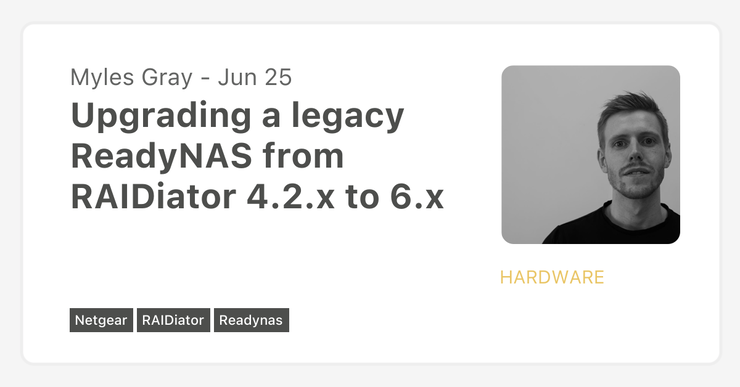 Myles Gray - Jun 25
Upgrading a legacy
ReadyNAS from
RAIDiator 4.2.x to 6.x
HARDWARE
Netgear RAIDiator Readynas